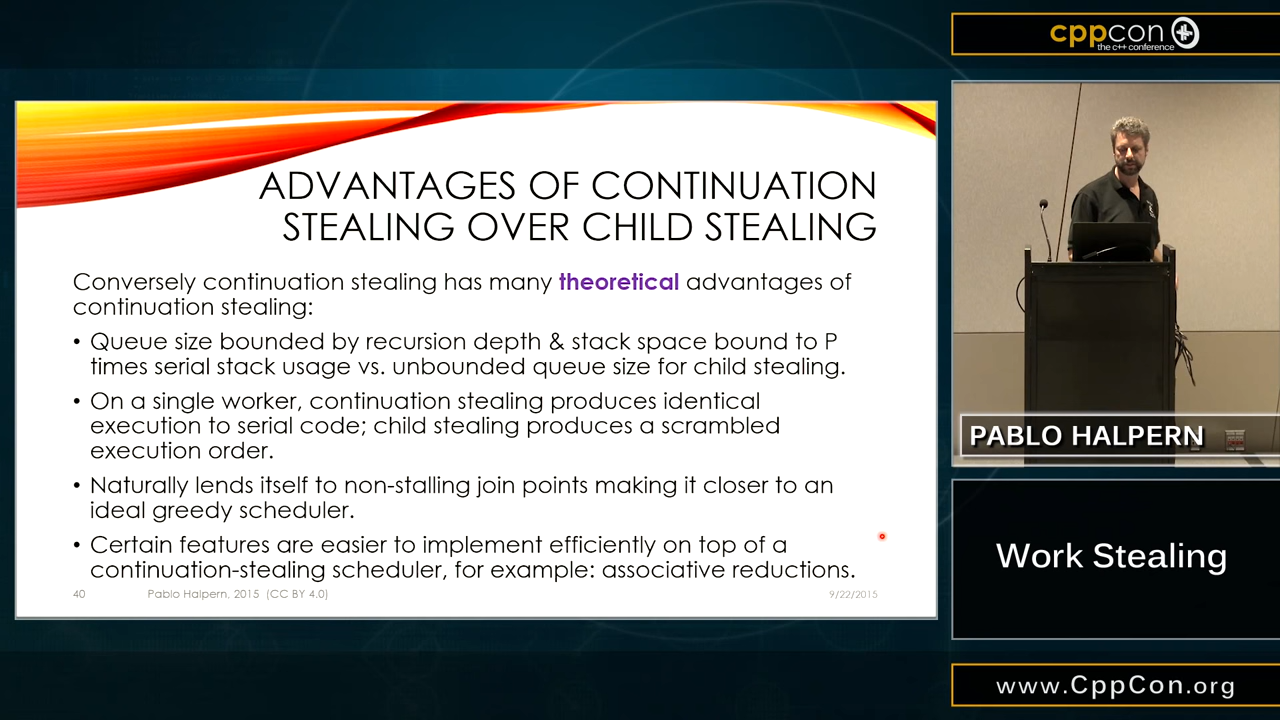 cppcon
the c++ conference
ADVANTAGES OF CONTINUATION
STEALING OVER CHILD STEALING
Conversely continuation stealing has many theoretical advantages of
continuation stealing:
• Queue size bounded by recursion depth & stack space bound to P
times serial stack usage vs. unbounded queue size for child stealing.
• On a single worker, continuation stealing produces identical
execution to serial code; child stealing produces a scrambled
execution order.
• Naturally lends itself to non-stalling join points making it closer to an
ideal greedy scheduler.
• Certain features are easier to implement efficiently on top of a
continuation-stealing scheduler, for example: associative reductions.
40 Pablo Halpern, 2015 (CC BY 4.0) 9/22/2015
PABLO HALPERN
Work Stealing
www.CppCon.org